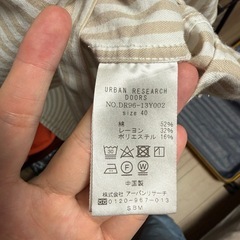 URBAN RESEARCH
DOORS
NO.DR96-13Y002
size 40
綿 52%
レーヨン 32%
ポリエステル 16%
中国製
株式会社アーバンリサーチ
CC0120-967-013
SBM